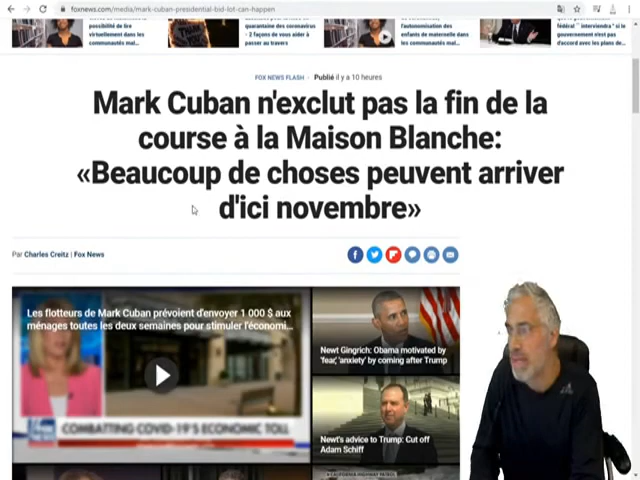 foxnews.com/media/mark-cuban-presidential-bid-lot-can-happen
possibilité de lire
virtuellement dans les
communautés mal...
quarantaine du coronavirus
- 2 façons de vous aider à
passer au travers
l'autonomisation des
enfants de maternelle dans
les communautés mal...
fédéral " interviendra " si le
gouvernement n'est pas
d'accord avec les plans de...
FOX NEWS FLASH · Publié il y a 10 heures
Mark Cuban n'exclut pas la fin de la
course à la Maison Blanche:
«Beaucoup de choses peuvent arriver
d'ici novembre»
Par Charles Creitz | Fox News
Les flotteurs de Mark Cuban prévoient d'envoyer 1 000 $ aux
ménages toutes les deux semaines pour stimuler l'économi...
COMBATTING COVID-19'S ECONOMIC TOLL
Newt Gingrich: Obama motivated by
'fear,' 'anxiety' by coming after Trump
Newt's advice to Trump: Cut off
Adam Schiff
CALIFORNIA HIGHWAY PATROL